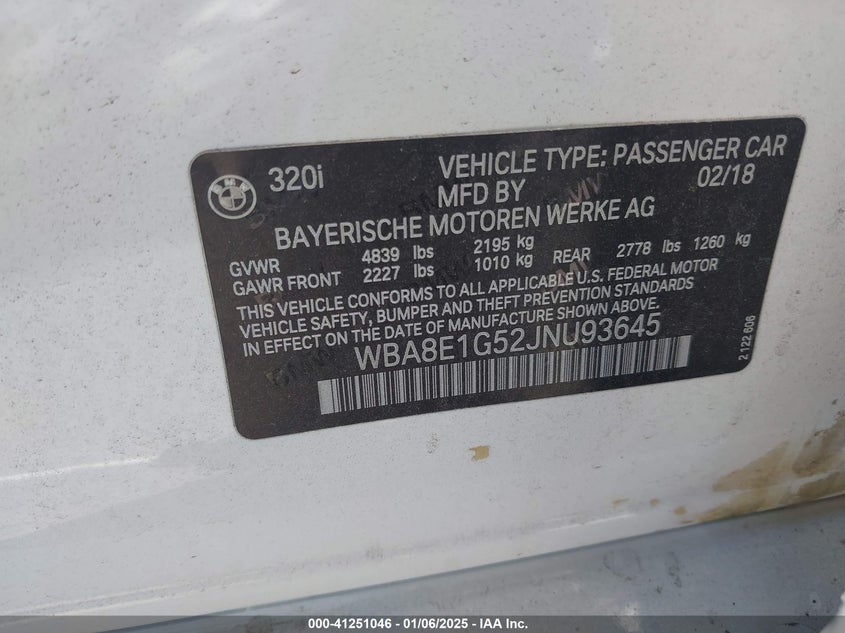 BMW
320i
VEHICLE TYPE: PASSENGER CAR
MFD BY 02/18
BAYERISCHE MOTOREN WERKE AG
GVWR 4839 lbs 2195 kg
GAWR FRONT 2227 lbs 1010 kg REAR 2778 lbs 1260 kg
THIS VEHICLE CONFORMS TO ALL APPLICABLE U.S. FEDERAL MOTOR
VEHICLE SAFETY, BUMPER AND THEFT PREVENTION STANDARDS
IN EFFECT ON THE DATE OF MANUFACTURE SHOWN ABOVE.
WBA8E1G52JNU93645
2 122 606
000-41251046 - 01/06/2025 - IAA Inc.